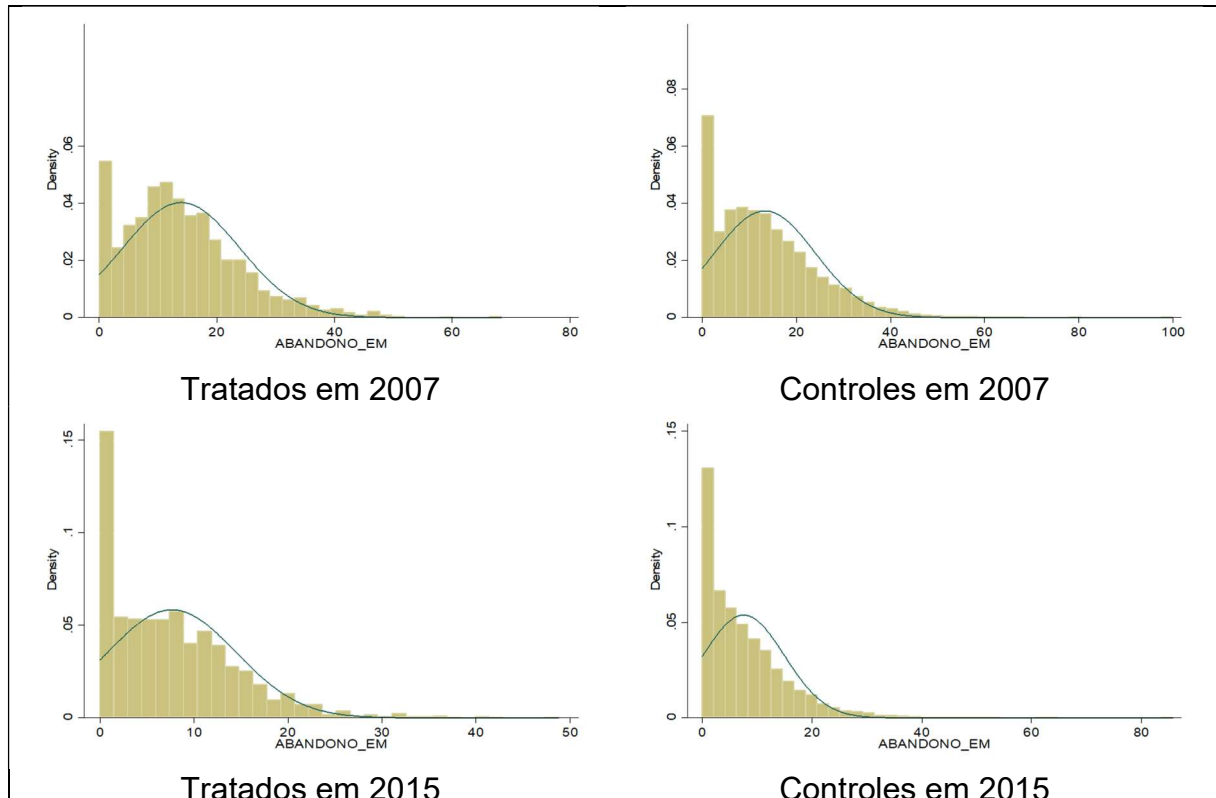 Density
0 .02 .04 .06
0 20 40 60 80
ABANDONO_EM
Tratados em 2007
Density
0 .02 .04 .06 .08
0 20 40 60 80 100
ABANDONO_EM
Controles em 2007
Density
0 .05 .1 .15
0 10 20 30 40 50
ABANDONO_EM
Tratados em 2015
Density
0 .05 .1 .15
0 20 40 60 80
ABANDONO_EM
Controles em 2015